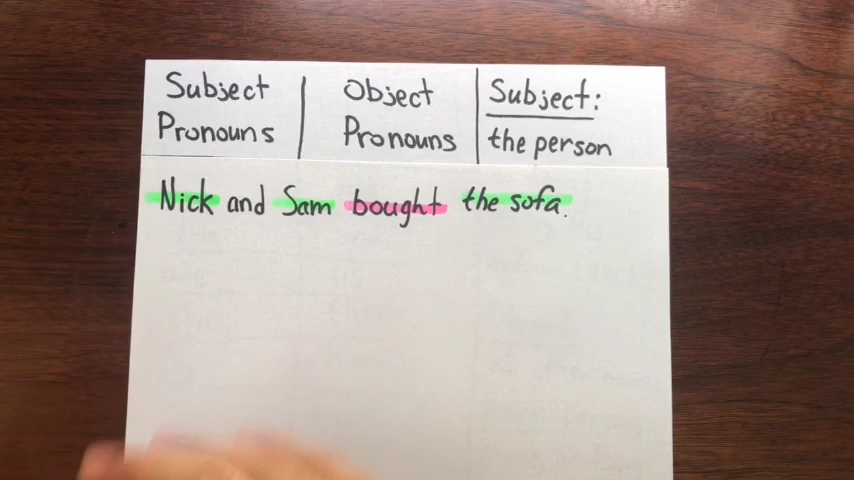 Subject Pronouns
Object Pronouns
Subject:
the person
Nick and Sam bought the sofa.